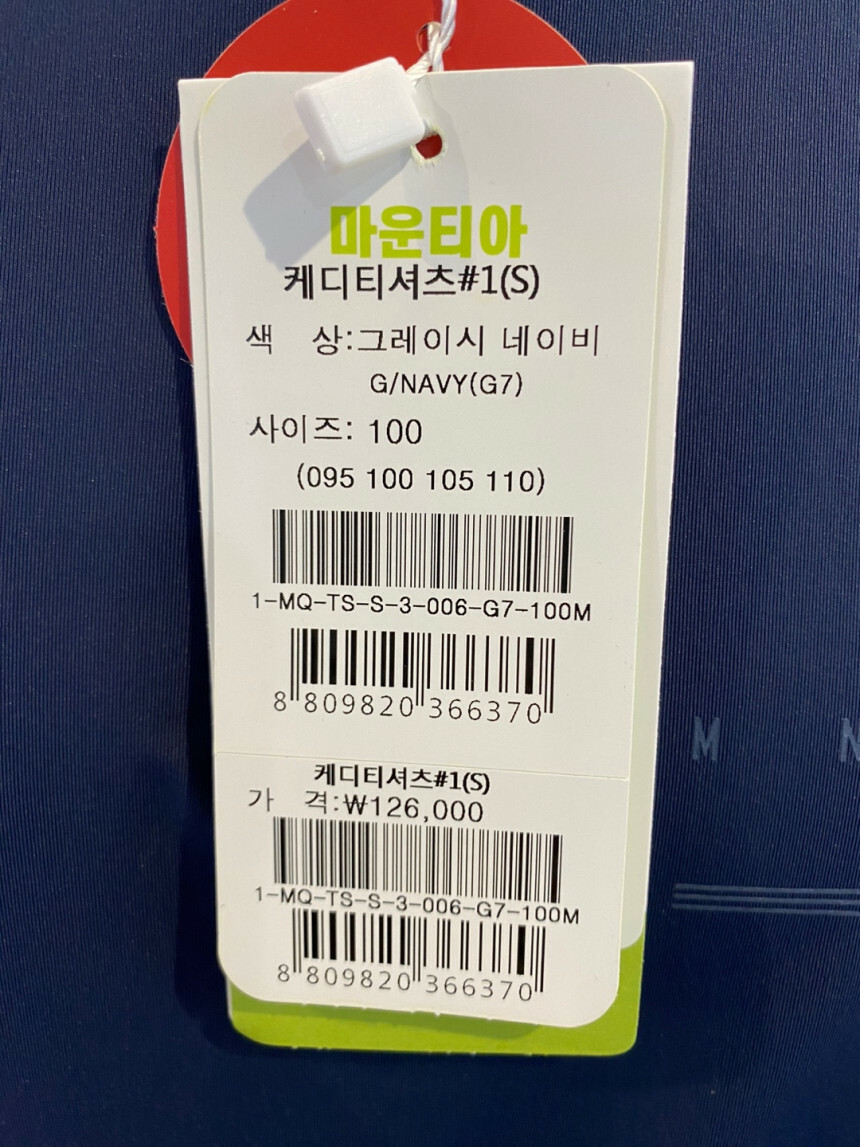 마운티아
케디티셔츠#1(S)
색 상:그레이시 네이비
G/NAVY(G7)
사이즈: 100
(095 100 105 110)
1-MQ-TS-S-3-006-G7-100M
8 809820 366370
케디티셔츠#1(S)
가 격:₩126,000
1-MQ-TS-S-3-006-G7-100M
8 809820 366370
M N